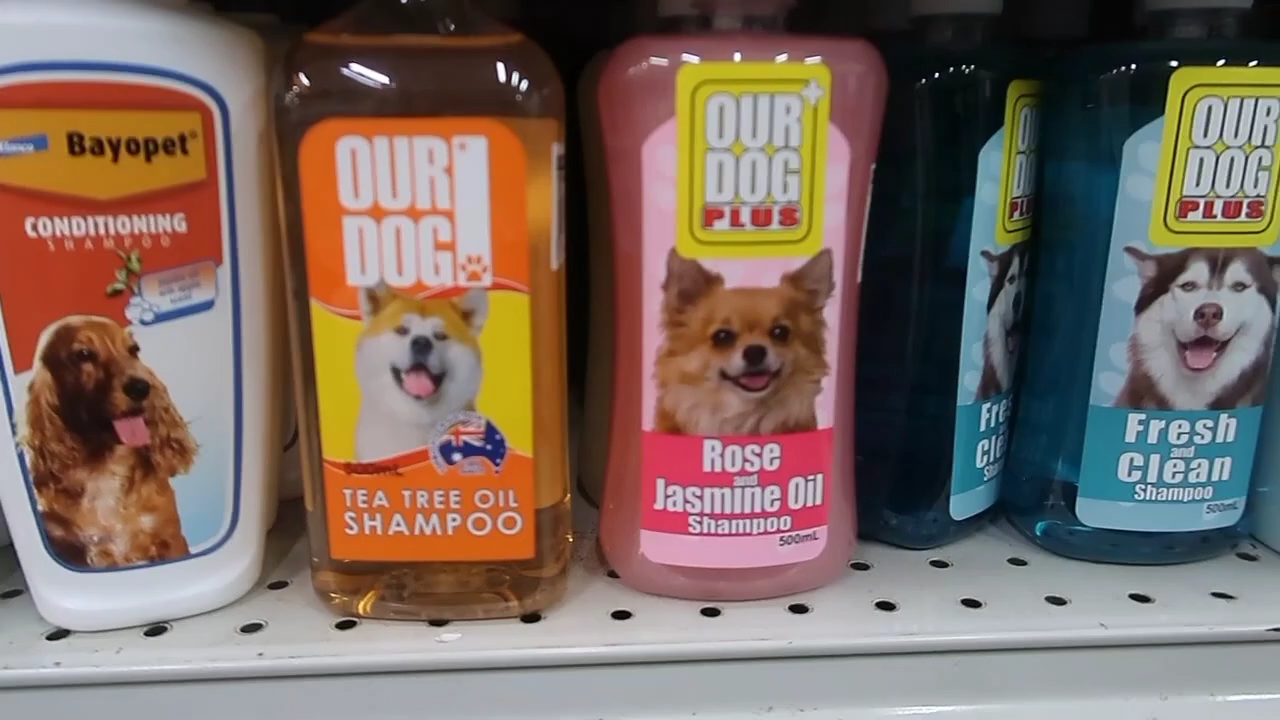 Bayopet®
CONDITIONING
SHAMPOO
OUR
DOG!
500mL
TEA TREE OIL
SHAMPOO
OUR
DOG
PLUS
Rose
and
Jasmine Oil
Shampoo
500mL
OUR
DOG
PLUS
Fresh
and
Clean
Shampoo
500mL